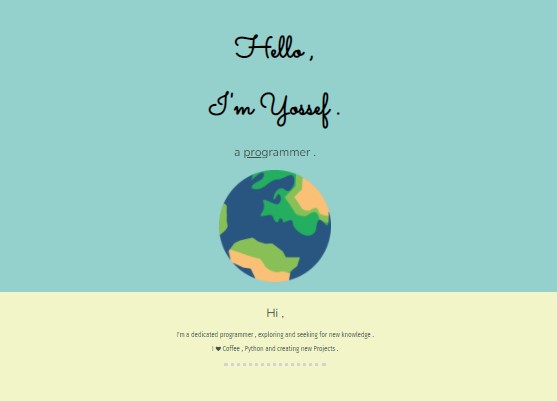 Hello ,
I'm Yossef .
a programmer .
Hi ,
I'm a dedicated programmer , exploring and seeking for new knowledge .
I ❤ Coffee , Python and creating new Projects .